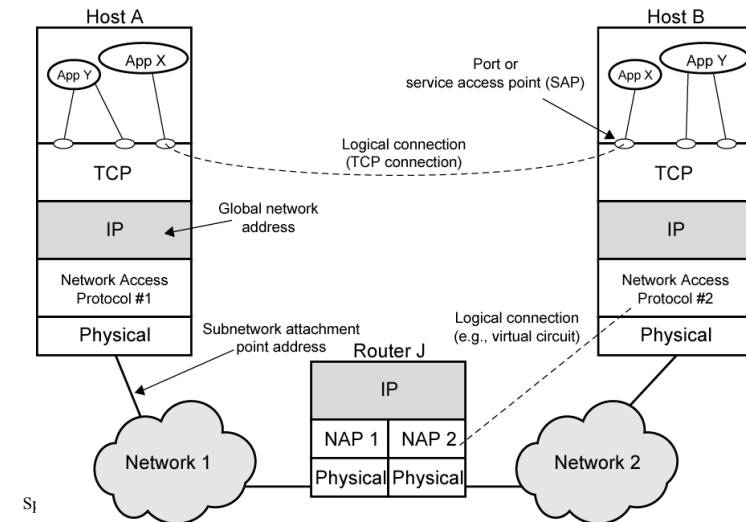 Host A
Host B
App Y
App X
Port or
service access point (SAP)
App X
App Y
Logical connection
(TCP connection)
TCP
TCP
Global network
address
IP
IP
Network Access
Protocol #1
Network Access
Protocol #2
Logical connection
(e.g., virtual circuit)
Physical
Subnetwork attachment
point address
Physical
Router J
IP
NAP 1
NAP 2
Network 1
Physical
Physical
Network 2